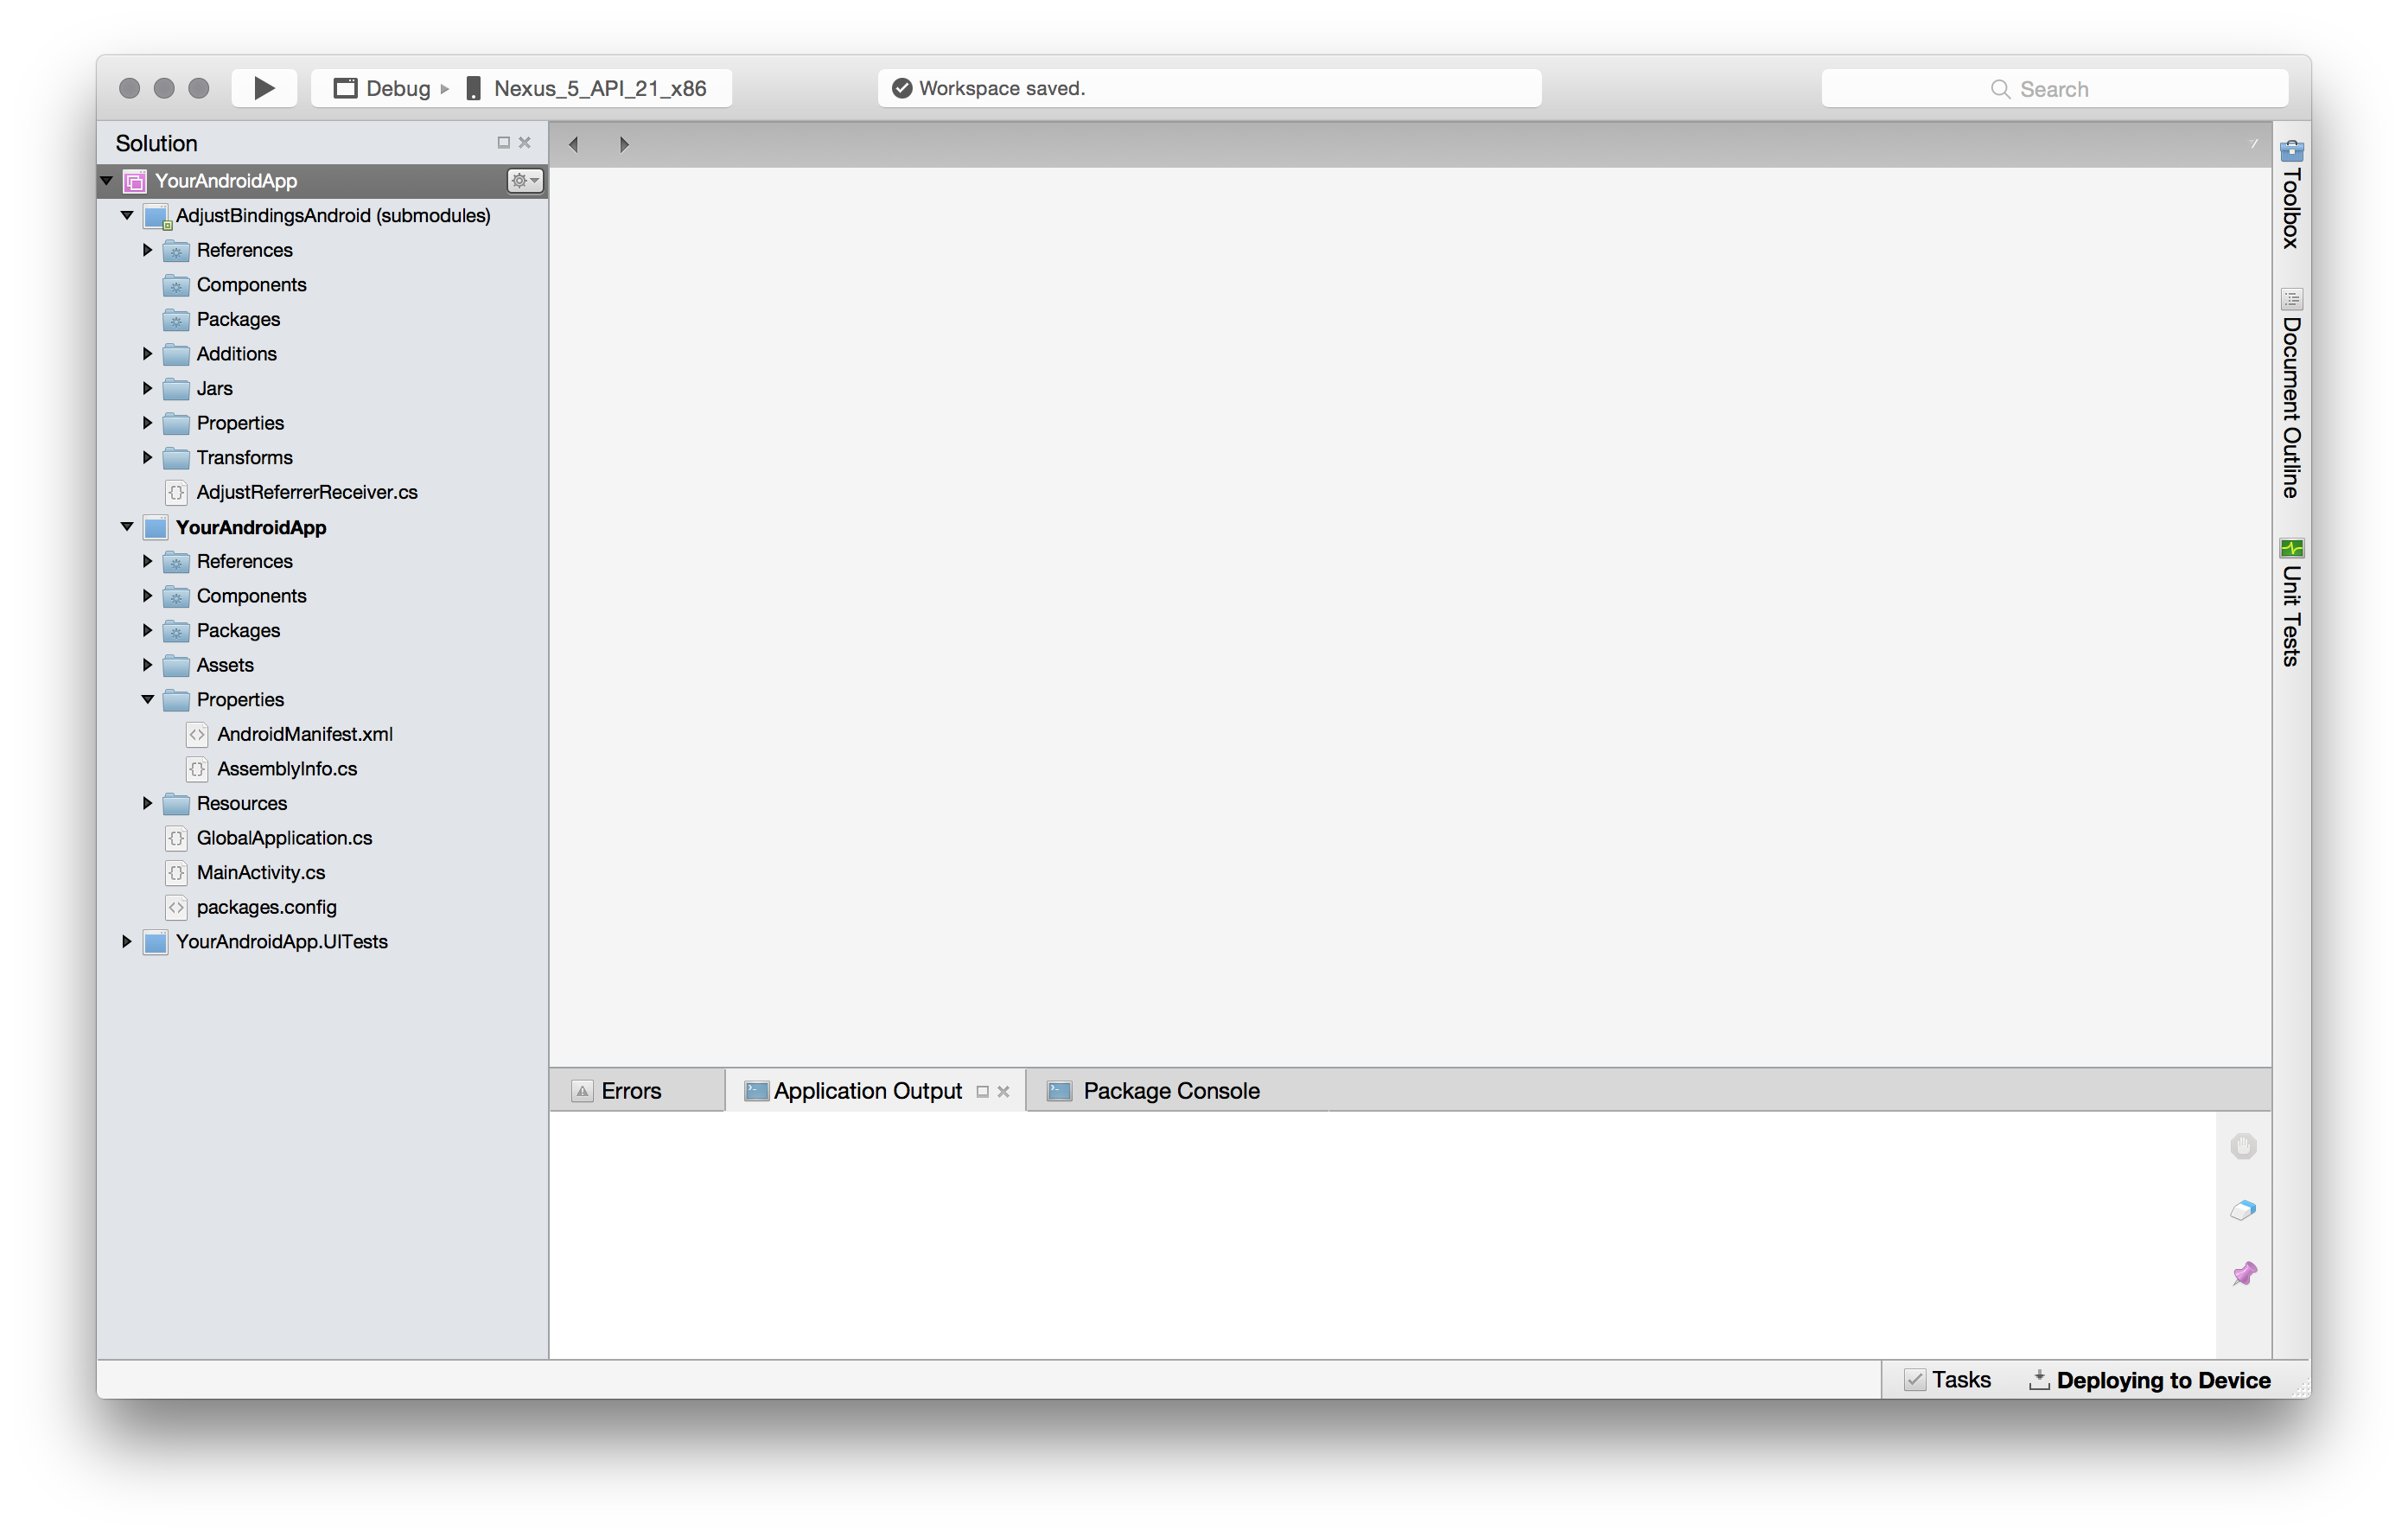 Debug
Nexus_5_API_21_x86
Workspace saved.
Search
Solution
YourAndroidApp
AdjustBindingsAndroid (submodules)
References
Components
Packages
Additions
Jars
Properties
Transforms
AdjustReferrerReceiver.cs
YourAndroidApp
References
Components
Packages
Assets
Properties
AndroidManifest.xml
AssemblyInfo.cs
Resources
GlobalApplication.cs
MainActivity.cs
packages.config
YourAndroidApp.UITests
Toolbox
Document Outline
Unit Tests
Errors
Application Output
Package Console
Tasks
Deploying to Device